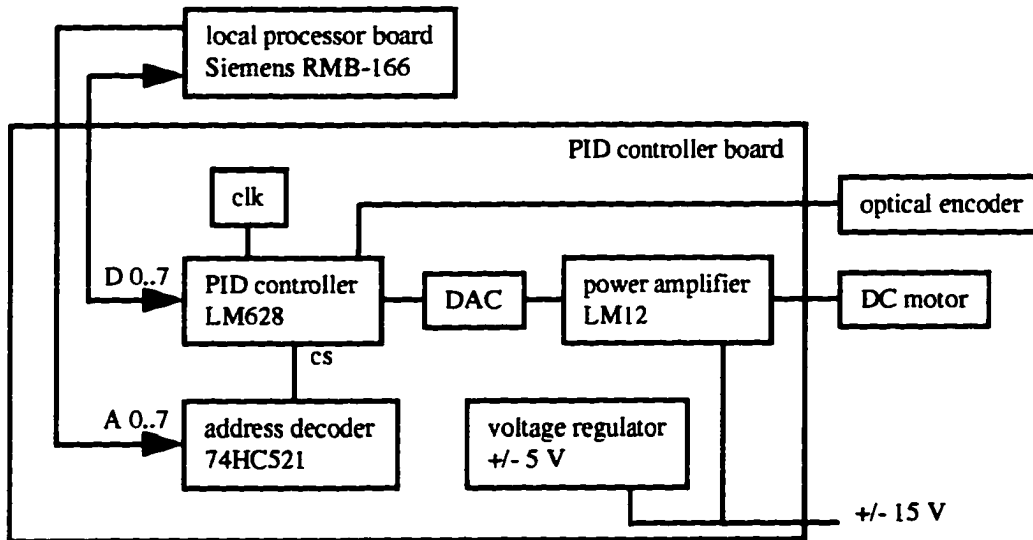 local processor board
Siemens RMB-166
PID controller board
clk
optical encoder
D 0..7
PID controller
LM628
DAC
power amplifier
LM12
DC motor
cs
A 0..7
address decoder
74HC521
voltage regulator
+/- 5 V
+/- 15 V